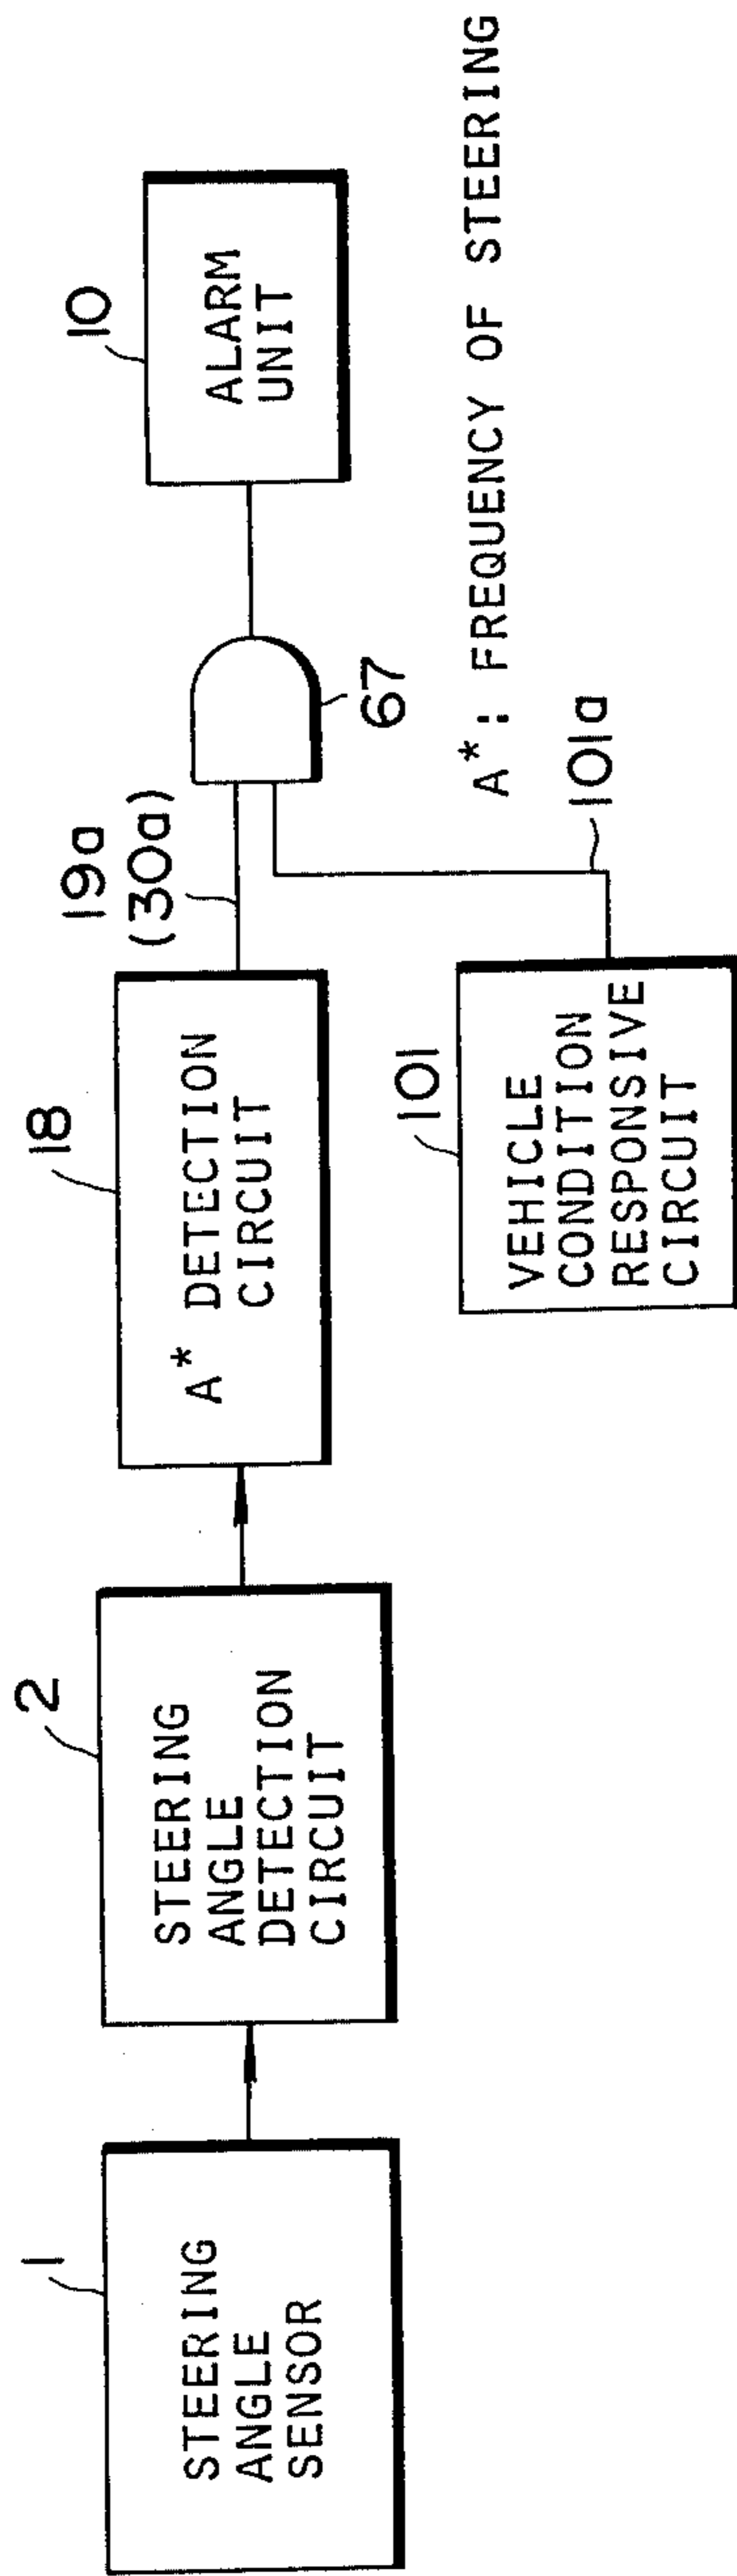 1
STEERING
ANGLE
SENSOR
2
STEERING
ANGLE
DETECTION
CIRCUIT
18
A* DETECTION
CIRCUIT
19a
(30a)
67
10
ALARM
UNIT
101
VEHICLE
CONDITION
RESPONSIVE
CIRCUIT
101a
A*: FREQUENCY OF STEERING